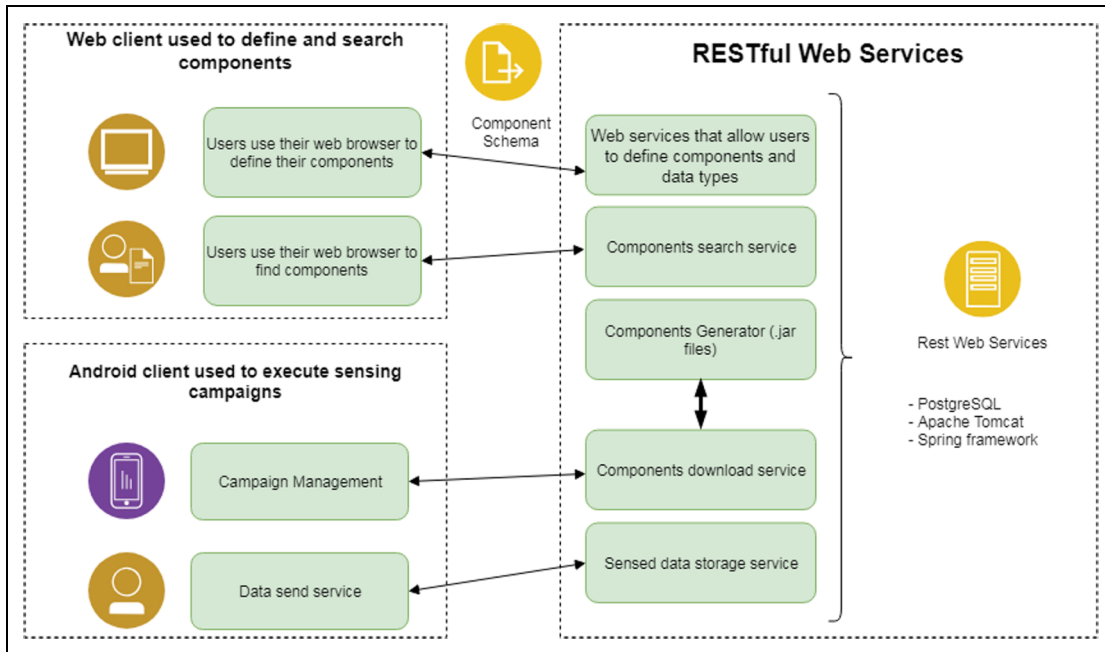 Web client used to define and search
components
Users use their web browser to
define their components
Users use their web browser to
find components
Component
Schema
RESTful Web Services
Web services that allow users
to define components and
data types
Components search service
Components Generator (.jar
files)
Components download service
Sensed data storage service
Rest Web Services
- PostgreSQL
- Apache Tomcat
- Spring framework
Android client used to execute sensing
campaigns
Campaign Management
Data send service